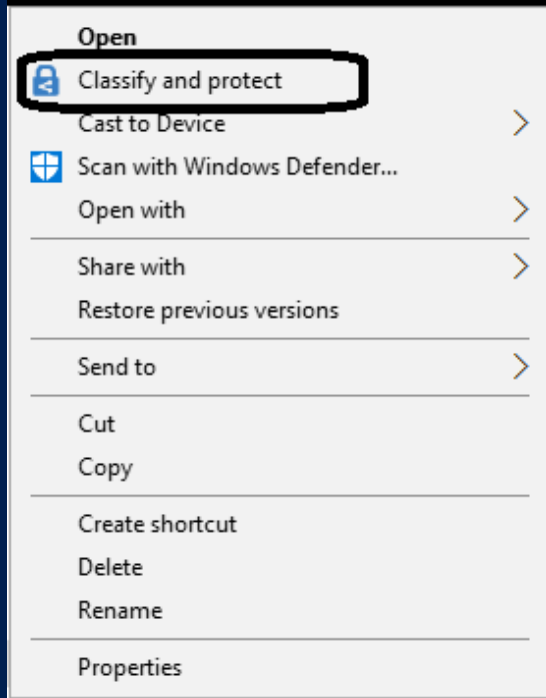 Open
Classify and protect
Cast to Device
Scan with Windows Defender...
Open with
Share with
Restore previous versions
Send to
Cut
Copy
Create shortcut
Delete
Rename
Properties